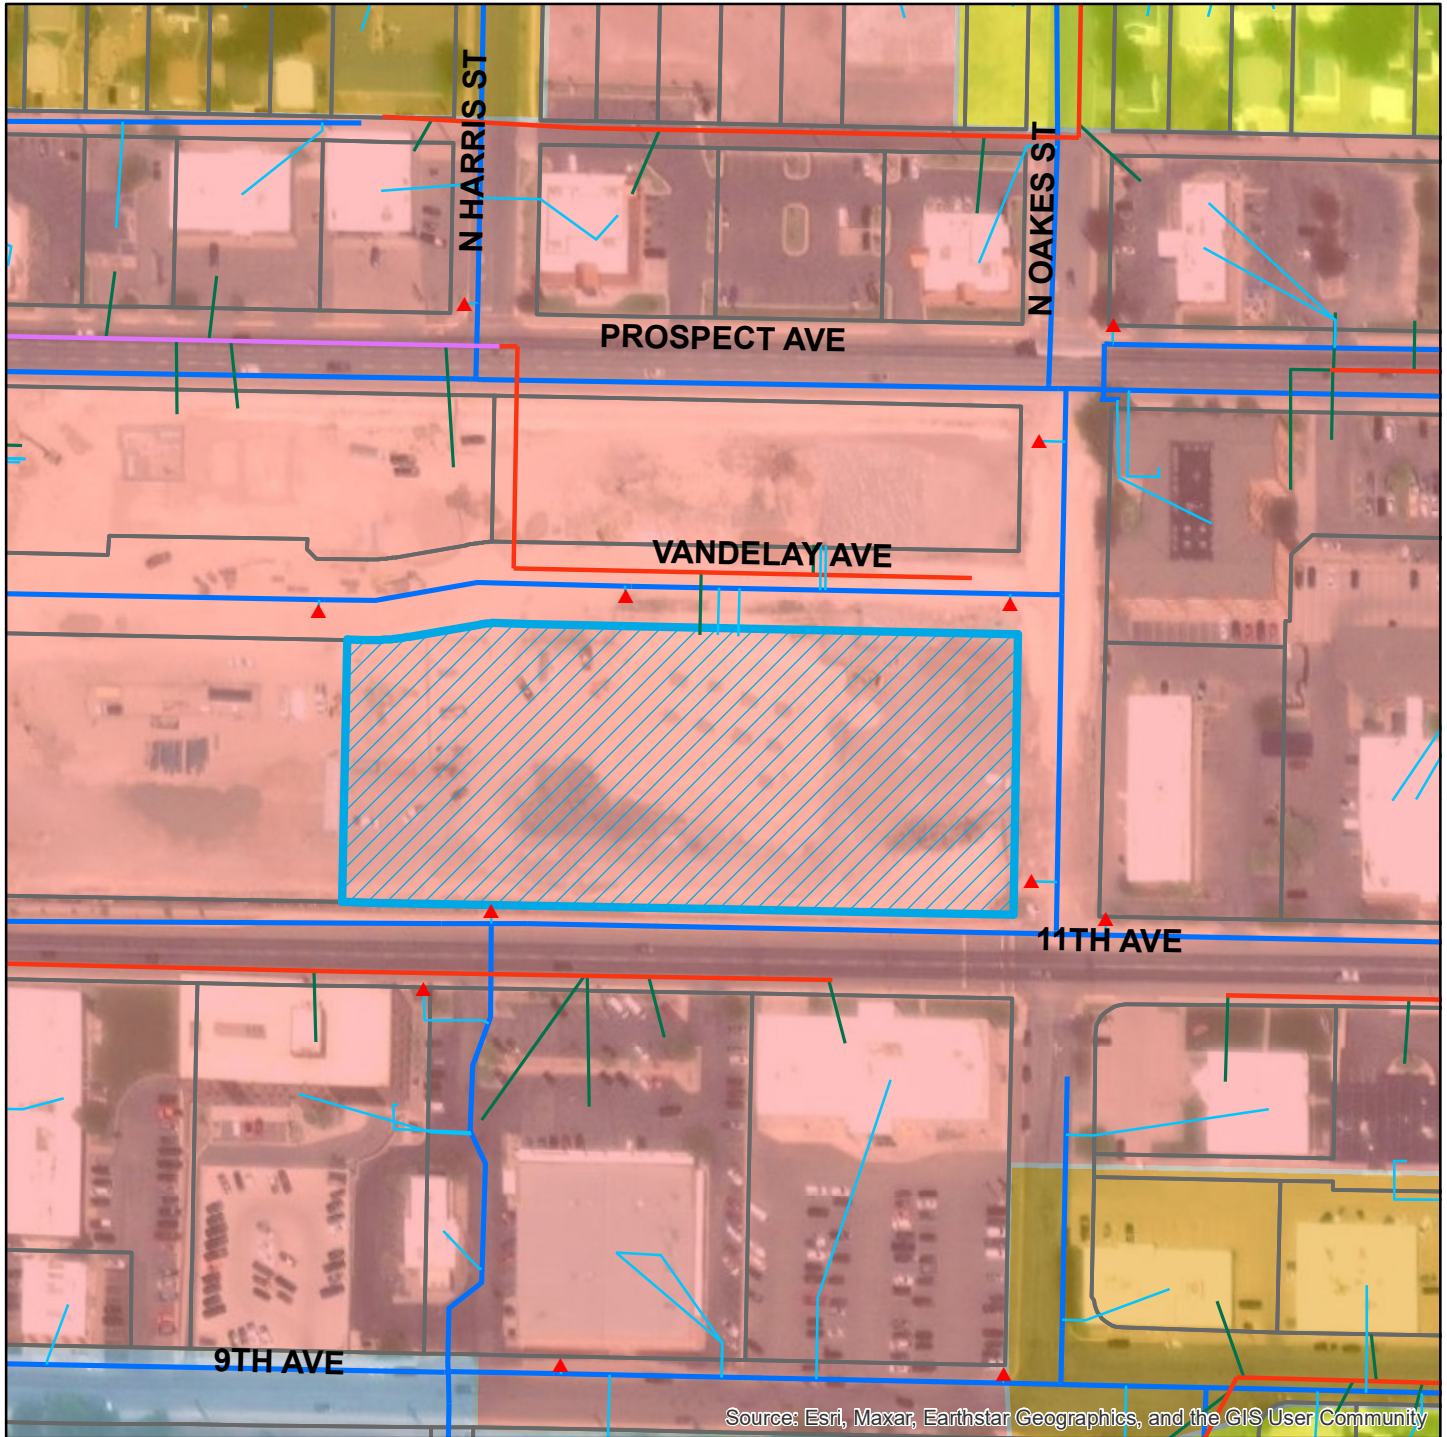 N HARRIS ST
N OAKES ST
PROSPECT AVE
VANDELAY AVE
11TH AVE
9TH AVE
Source: Esri, Maxar, Earthstar Geographics, and the GIS User Community